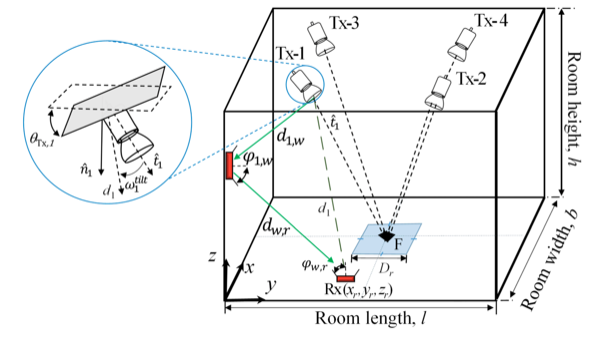 Tx-3
Tx-4
Tx-1
Tx-2
θTx,1
n̂1
d1
ω1tilt
t̂1
t̂1
d1,w
φ1,w
d1
dw,r
φw,r
F
Dr
Rx(xr, yr, zr)
z
x
y
Room length, l
Room width, b
Room height, h